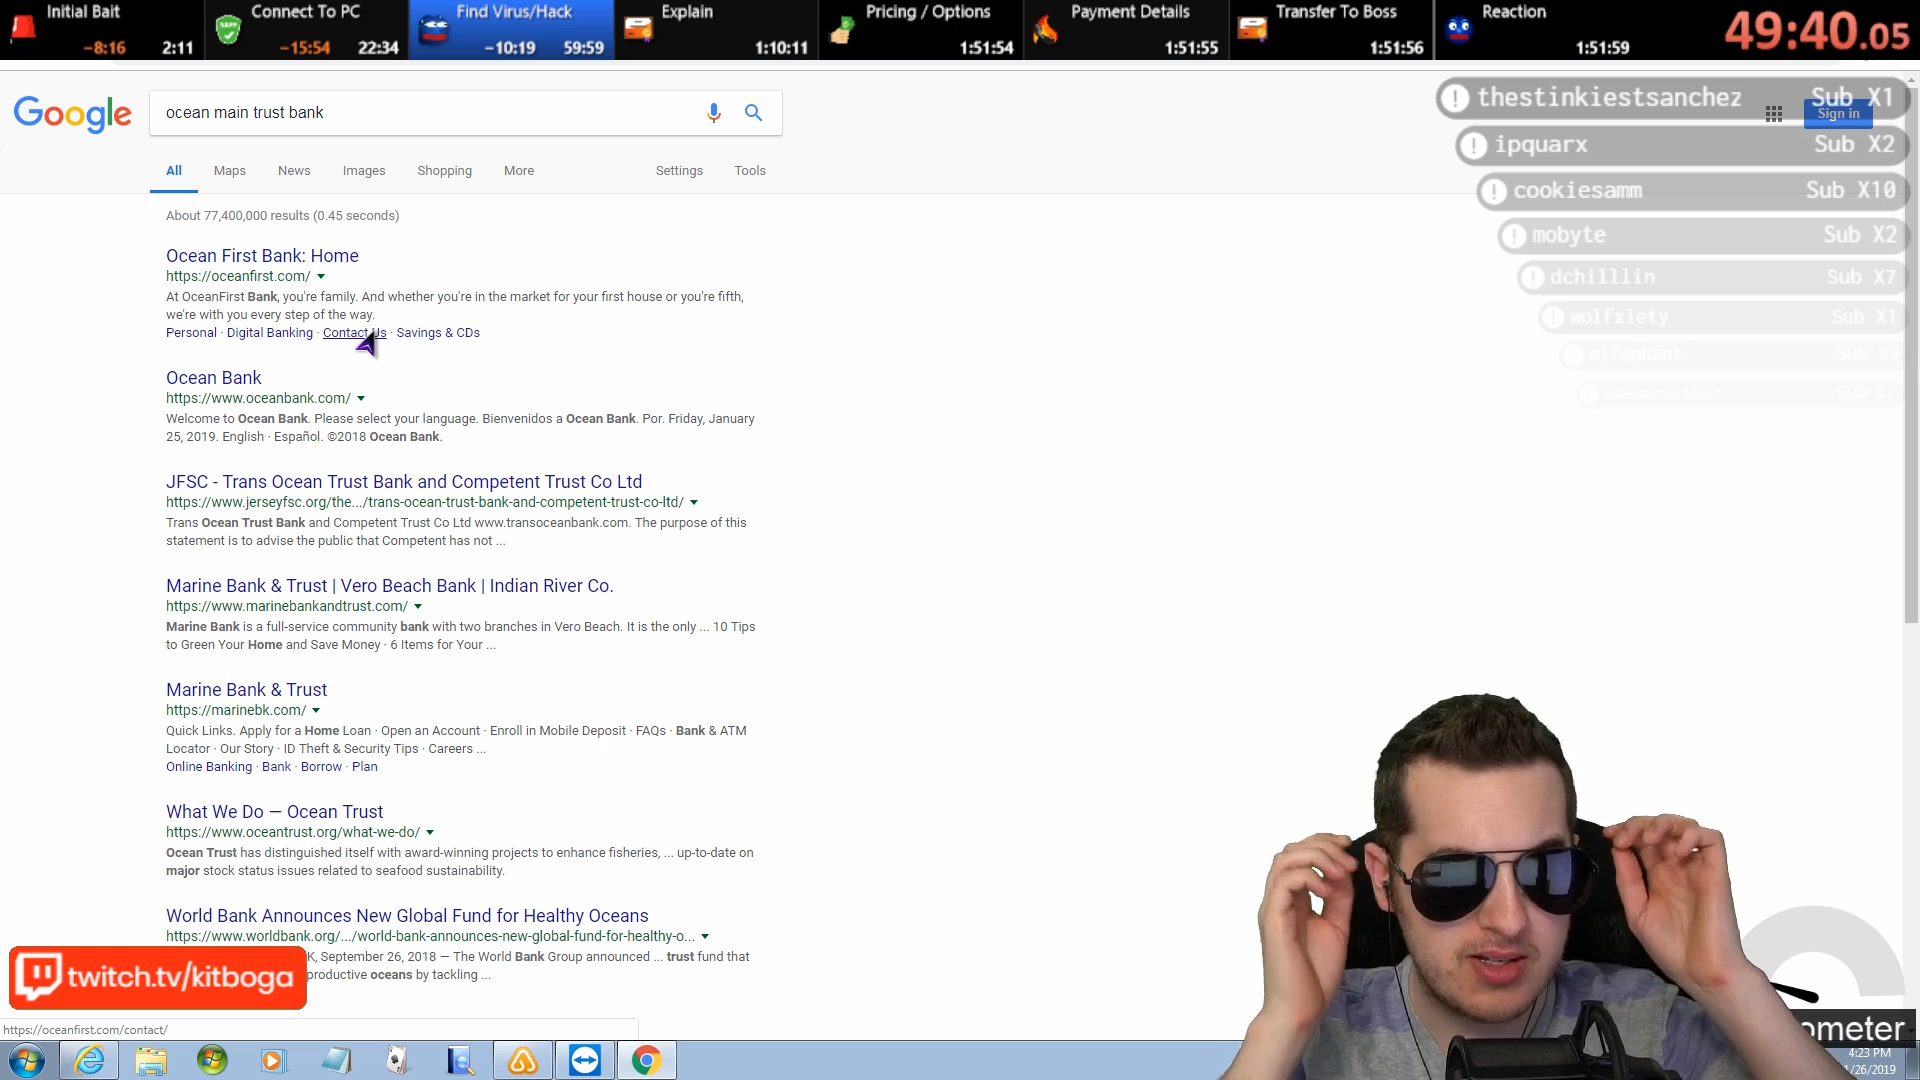 Initial Bait
-8:16 2:11
Connect To PC
-15:54 22:34
Find Virus/Hack
-10:19 59:59
Explain
1:10:11
Pricing / Options
1:51:54
Payment Details
1:51:55
Transfer To Boss
1:51:56
Reaction
1:51:59
49:40.05
Google
ocean main trust bank
Sign in
thestinkiestsanchez Sub X1
ipquarx Sub X2
cookiesamm Sub X10
mobyte Sub X2
dchilllin Sub X7
wolfxiety Sub X1
elfephant Sub X3
All Maps News Images Shopping More Settings Tools
About 77,400,000 results (0.45 seconds)
Ocean First Bank: Home
https://oceanfirst.com/
At OceanFirst Bank, you're family. And whether you're in the market for your first house or you're fifth,
we're with you every step of the way.
Personal · Digital Banking · Contact Us · Savings & CDs
Ocean Bank
https://www.oceanbank.com/
Welcome to Ocean Bank. Please select your language. Bienvenidos a Ocean Bank. Por. Friday, January
25, 2019. English · Español. ©2018 Ocean Bank.
JFSC - Trans Ocean Trust Bank and Competent Trust Co Ltd
https://www.jerseyfsc.org/the.../trans-ocean-trust-bank-and-competent-trust-co-ltd/
Trans Ocean Trust Bank and Competent Trust Co Ltd www.transoceanbank.com. The purpose of this
statement is to advise the public that Competent has not ...
Marine Bank & Trust | Vero Beach Bank | Indian River Co.
https://www.marinebankandtrust.com/
Marine Bank is a full-service community bank with two branches in Vero Beach. It is the only ... 10 Tips
to Green Your Home and Save Money · 6 Items for Your ...
Marine Bank & Trust
https://marinebk.com/
Quick Links. Apply for a Home Loan · Open an Account · Enroll in Mobile Deposit · FAQs · Bank & ATM
Locator · Our Story · ID Theft & Security Tips · Careers ...
Online Banking · Bank · Borrow · Plan
What We Do — Ocean Trust
https://www.oceantrust.org/what-we-do/
Ocean Trust has distinguished itself with award-winning projects to enhance fisheries, ... up-to-date on
major stock status issues related to seafood sustainability.
World Bank Announces New Global Fund for Healthy Oceans
https://www.worldbank.org/.../world-bank-announces-new-global-fund-for-healthy-o...
K, September 26, 2018 — The World Bank Group announced ... trust fund that
productive oceans by tackling ...
twitch.tv/kitboga
https://oceanfirst.com/contact/
ometer
4:23 PM
1/26/2019